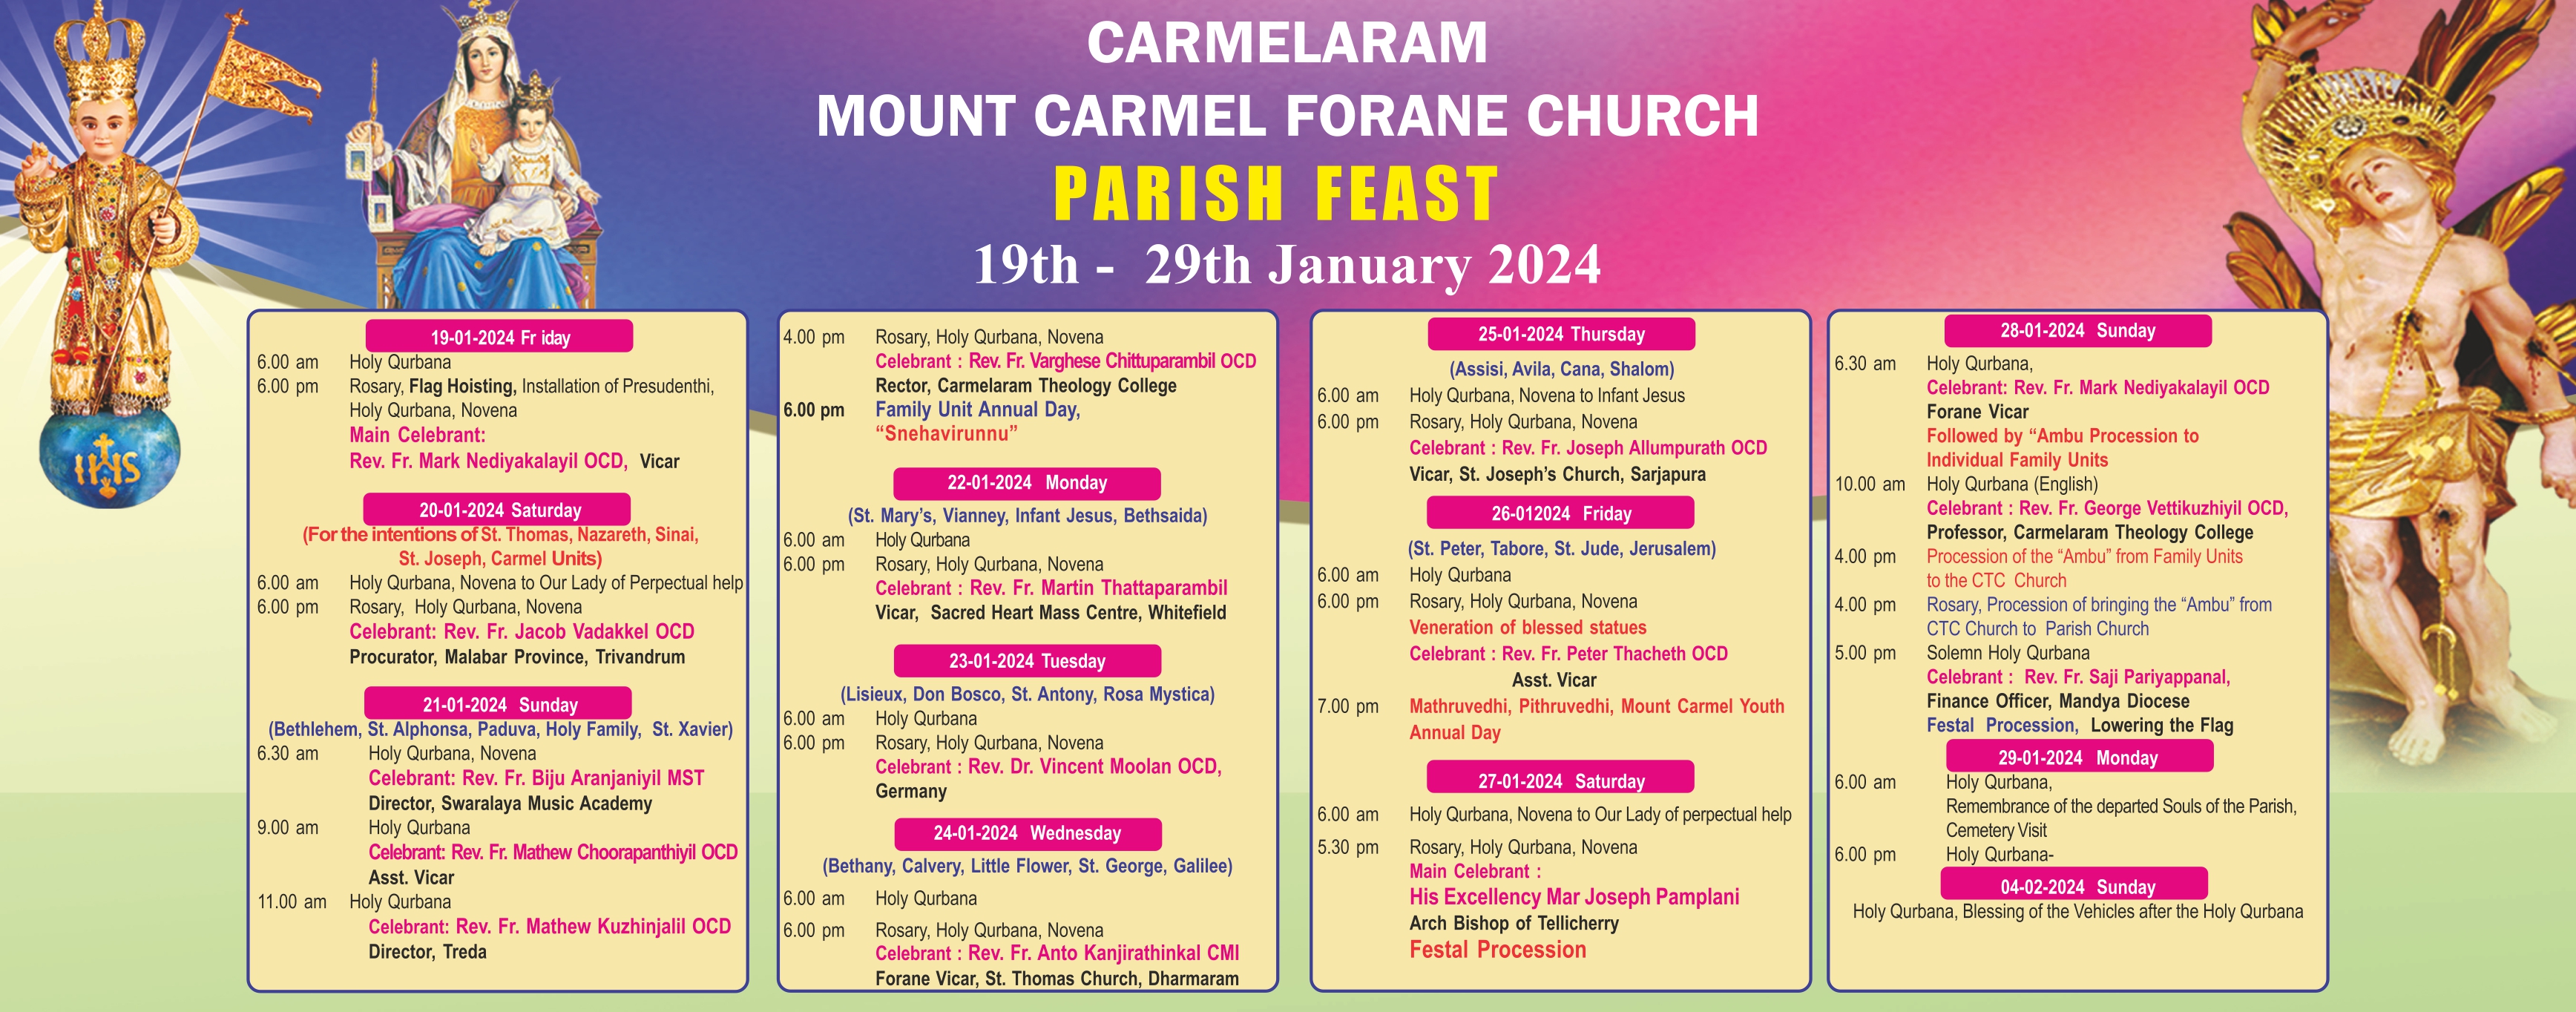 CARMELARAM
MOUNT CARMEL FORANE CHURCH
PARISH FEAST
19th - 29th January 2024
IHS
19-01-2024 Fr iday
6.00 am Holy Qurbana
6.00 pm Rosary, Flag Hoisting, Installation of Presudenthi,
Holy Qurbana, Novena
Main Celebrant:
Rev. Fr. Mark Nediyakalayil OCD, Vicar
20-01-2024 Saturday
(For the intentions of St. Thomas, Nazareth, Sinai,
St. Joseph, Carmel Units)
6.00 am Holy Qurbana, Novena to Our Lady of Perpectual help
6.00 pm Rosary, Holy Qurbana, Novena
Celebrant: Rev. Fr. Jacob Vadakkel OCD
Procurator, Malabar Province, Trivandrum
21-01-2024 Sunday
(Bethlehem, St. Alphonsa, Paduva, Holy Family, St. Xavier)
6.30 am Holy Qurbana, Novena
Celebrant: Rev. Fr. Biju Aranjaniyil MST
Director, Swaralaya Music Academy
9.00 am Holy Qurbana
Celebrant: Rev. Fr. Mathew Choorapanthiyil OCD
Asst. Vicar
11.00 am Holy Qurbana
Celebrant: Rev. Fr. Mathew Kuzhinjalil OCD
Director, Treda
4.00 pm Rosary, Holy Qurbana, Novena
Celebrant : Rev. Fr. Varghese Chittuparambil OCD
Rector, Carmelaram Theology College
6.00 pm Family Unit Annual Day,
“Snehavirunnu”
22-01-2024 Monday
(St. Mary’s, Vianney, Infant Jesus, Bethsaida)
6.00 am Holy Qurbana
6.00 pm Rosary, Holy Qurbana, Novena
Celebrant : Rev. Fr. Martin Thattaparambil
Vicar, Sacred Heart Mass Centre, Whitefield
23-01-2024 Tuesday
(Lisieux, Don Bosco, St. Antony, Rosa Mystica)
6.00 am Holy Qurbana
6.00 pm Rosary, Holy Qurbana, Novena
Celebrant : Rev. Dr. Vincent Moolan OCD,
Germany
24-01-2024 Wednesday
(Bethany, Calvery, Little Flower, St. George, Galilee)
6.00 am Holy Qurbana
6.00 pm Rosary, Holy Qurbana, Novena
Celebrant : Rev. Fr. Anto Kanjirathinkal CMI
Forane Vicar, St. Thomas Church, Dharmaram
25-01-2024 Thursday
(Assisi, Avila, Cana, Shalom)
6.00 am Holy Qurbana, Novena to Infant Jesus
6.00 pm Rosary, Holy Qurbana, Novena
Celebrant : Rev. Fr. Joseph Allumpurath OCD
Vicar, St. Joseph’s Church, Sarjapura
26-012024 Friday
(St. Peter, Tabore, St. Jude, Jerusalem)
6.00 am Holy Qurbana
6.00 pm Rosary, Holy Qurbana, Novena
Veneration of blessed statues
Celebrant : Rev. Fr. Peter Thacheth OCD
Asst. Vicar
7.00 pm Mathruvedhi, Pithruvedhi, Mount Carmel Youth
Annual Day
27-01-2024 Saturday
6.00 am Holy Qurbana, Novena to Our Lady of perpectual help
5.30 pm Rosary, Holy Qurbana, Novena
Main Celebrant :
His Excellency Mar Joseph Pamplani
Arch Bishop of Tellicherry
Festal Procession
28-01-2024 Sunday
6.30 am Holy Qurbana,
Celebrant: Rev. Fr. Mark Nediyakalayil OCD
Forane Vicar
Followed by “Ambu Procession to
Individual Family Units
10.00 am Holy Qurbana (English)
Celebrant : Rev. Fr. George Vettikuzhiyil OCD,
Professor, Carmelaram Theology College
4.00 pm Procession of the “Ambu” from Family Units
to the CTC Church
4.00 pm Rosary, Procession of bringing the “Ambu” from
CTC Church to Parish Church
5.00 pm Solemn Holy Qurbana
Celebrant : Rev. Fr. Saji Pariyappanal,
Finance Officer, Mandya Diocese
Festal Procession, Lowering the Flag
29-01-2024 Monday
6.00 am Holy Qurbana,
Remembrance of the departed Souls of the Parish,
Cemetery Visit
6.00 pm Holy Qurbana-
04-02-2024 Sunday
Holy Qurbana, Blessing of the Vehicles after the Holy Qurbana